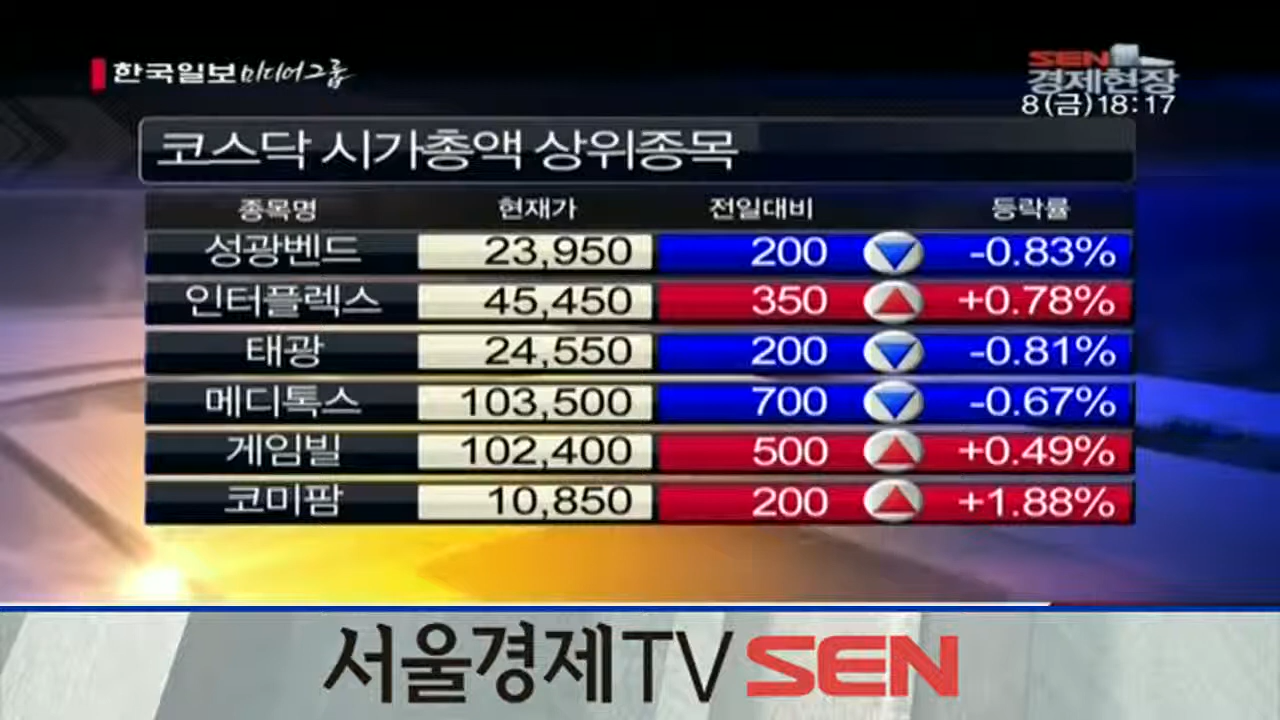 한국일보 미디어그룹
SEN
경제현장
8(금)18:17
코스닥 시가총액 상위종목
종목명 현재가 전일대비 등락률
성광벤드 23,950 200 ▼ -0.83%
인터플렉스 45,450 350 ▲ +0.78%
태광 24,550 200 ▼ -0.81%
메디톡스 103,500 700 ▼ -0.67%
게임빌 102,400 500 ▲ +0.49%
코미팜 10,850 200 ▲ +1.88%
서울경제TV SEN